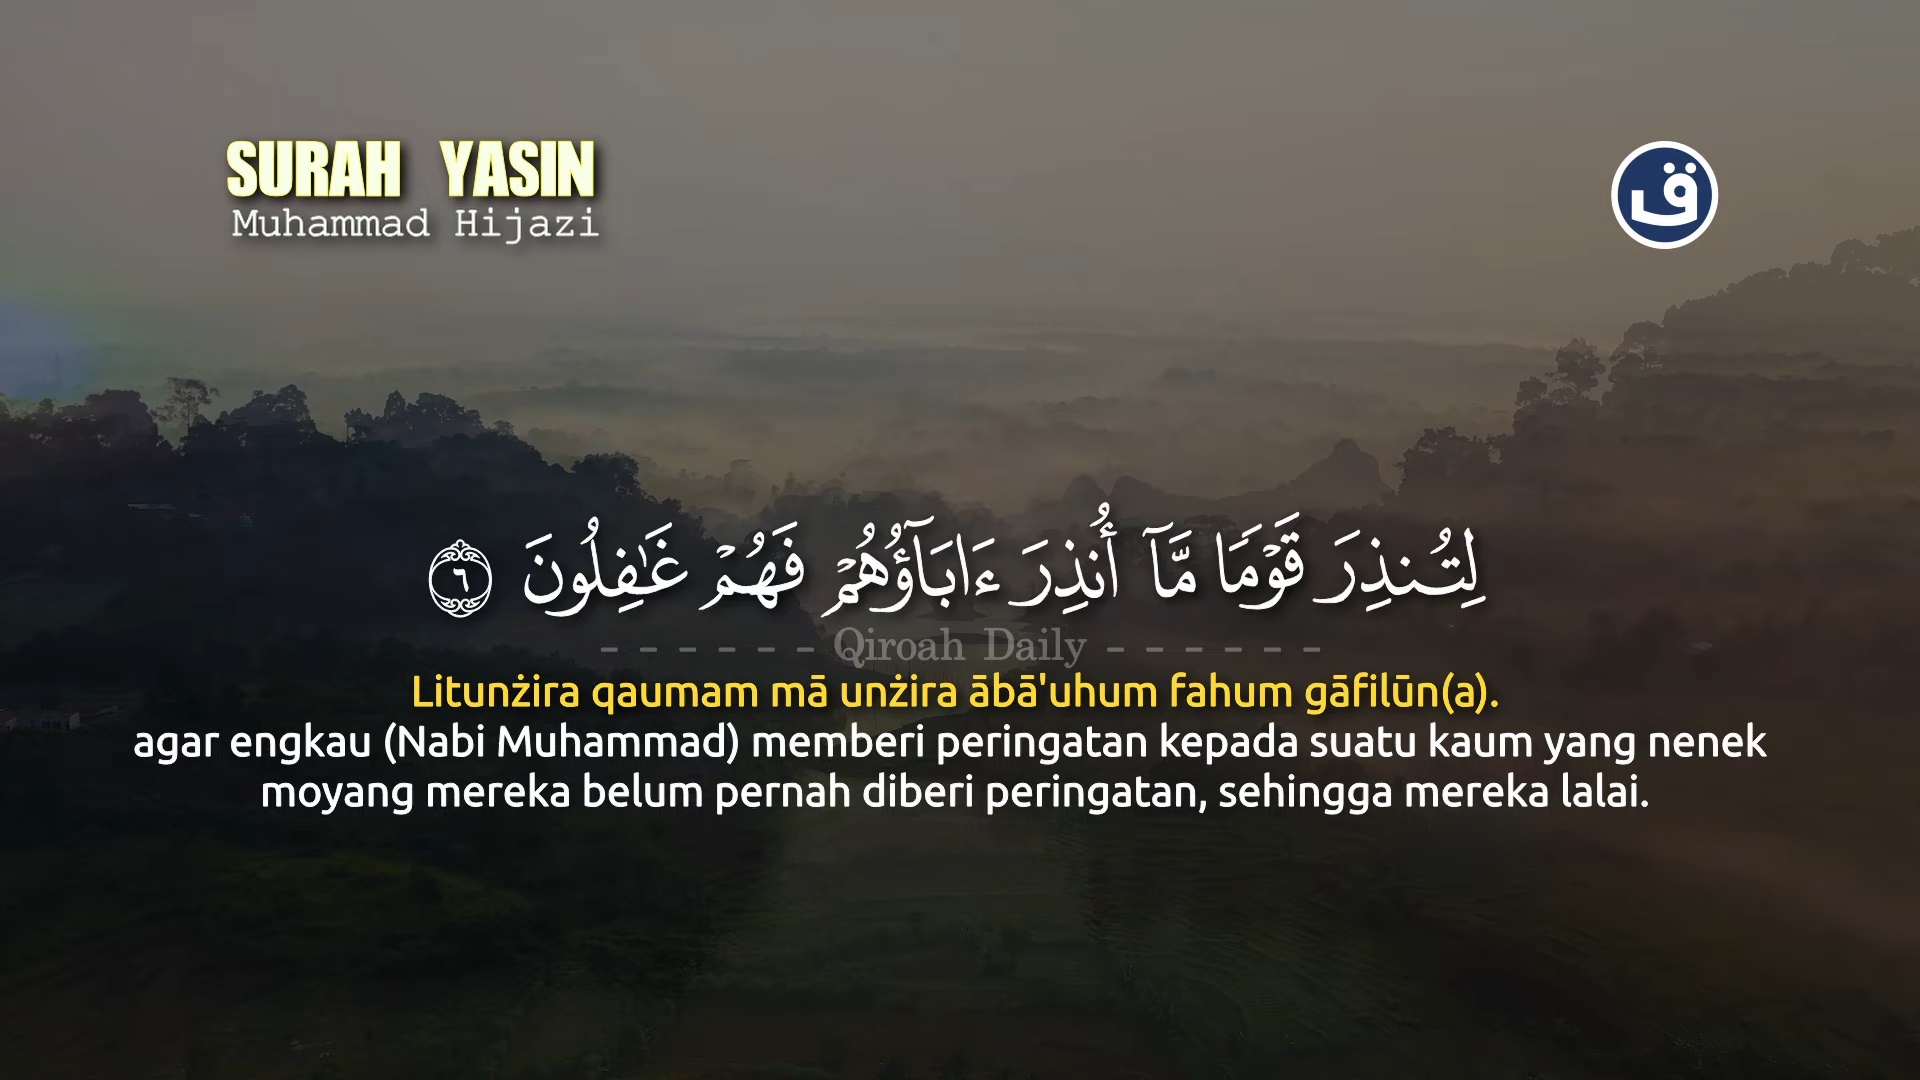 SURAH YASIN
Muhammad Hijazi
ق
لِتُنذِرَ قَوْمًا مَّآ أُنذِرَ ءَابَآؤُهُمْ فَهُمْ غَٰفِلُونَ ٦
- - - - - - Qiroah Daily - - - - - -
Litunżira qaumam mā unżira ābā'uhum fahum gāfilūn(a).
agar engkau (Nabi Muhammad) memberi peringatan kepada suatu kaum yang nenek
moyang mereka belum pernah diberi peringatan, sehingga mereka lalai.